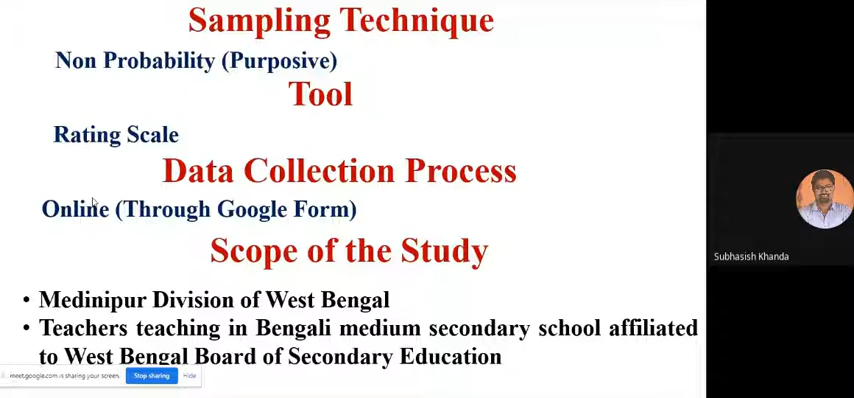 Sampling Technique
Non Probability (Purposive)
Tool
Rating Scale
Data Collection Process
Online (Through Google Form)
Scope of the Study
• Medinipur Division of West Bengal
• Teachers teaching in Bengali medium secondary school affiliated
to West Bengal Board of Secondary Education
meet.google.com is sharing your screen. Stop sharing Hide
Subhasish Khanda